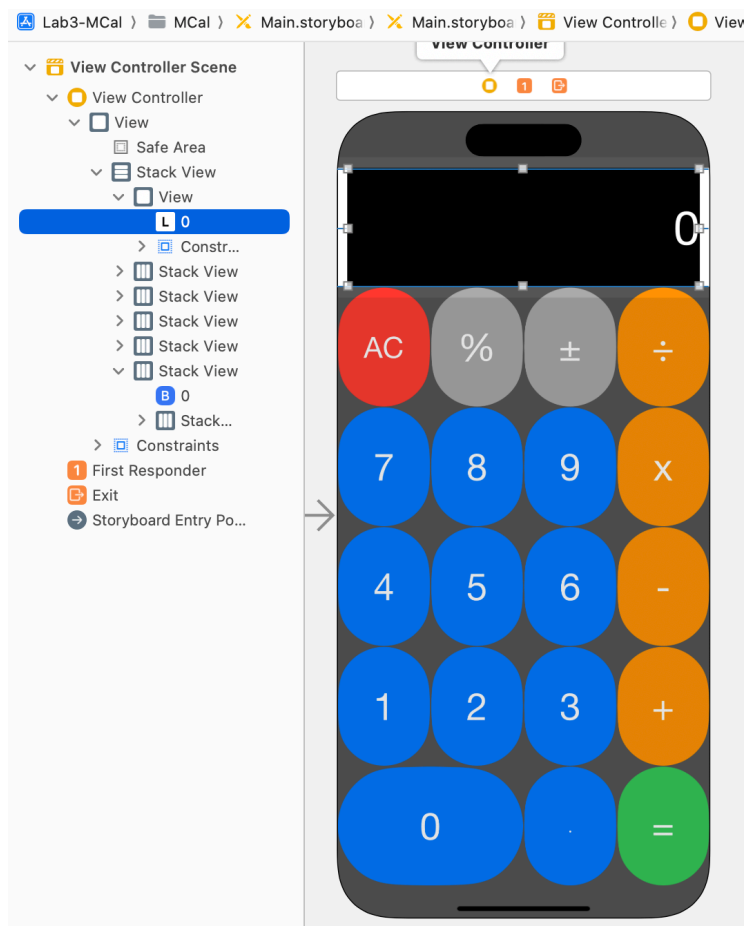 Lab3-MCal 〉 MCal 〉 Main.storyboa 〉 Main.storyboa 〉 View Controlle 〉 View
View Controller
View Controller Scene
View Controller
View
Safe Area
Stack View
View
L 0
Constr...
Stack View
Stack View
Stack View
Stack View
Stack View
B 0
Stack...
Constraints
1 First Responder
Exit
Storyboard Entry Po...
1
0
AC % ± ÷
7 8 9 x
4 5 6 -
1 2 3 +
0 . =